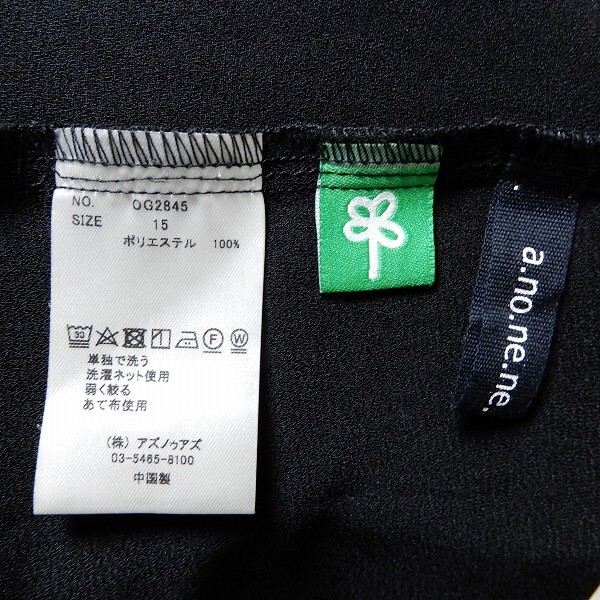 NO. OG2845
SIZE 15
ポリエステル 100%
30 F W
単独で洗う
洗濯ネット使用
弱く絞る
あて布使用
(株) アズノゥアズ
03-5465-8100
中国製
a.no.ne.ne.